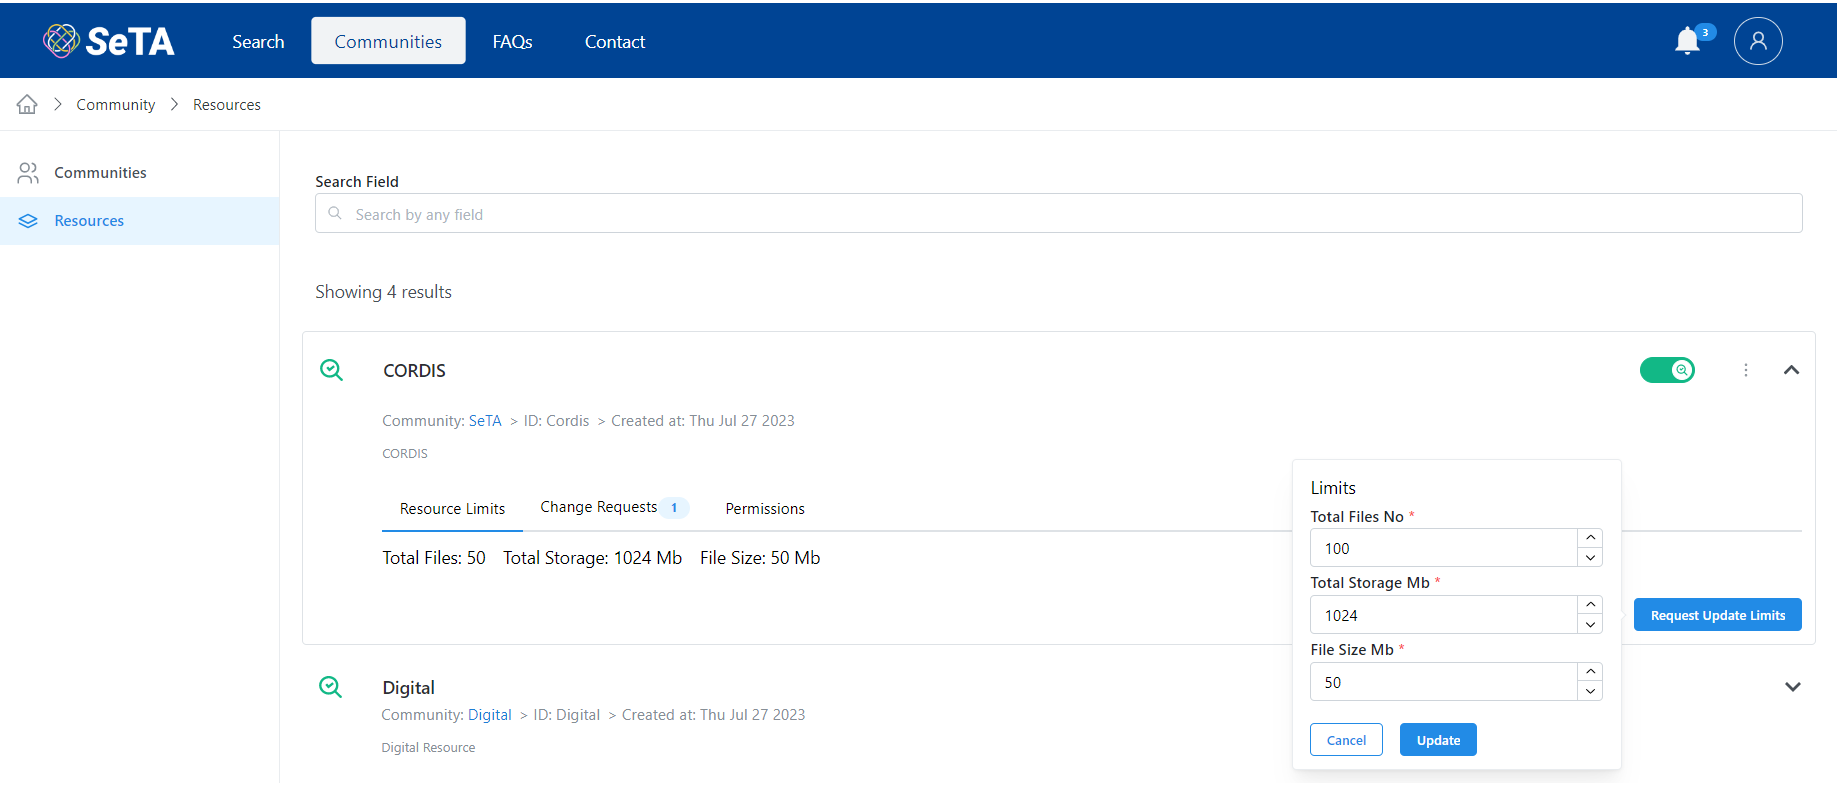 SeTA Search Communities FAQs Contact 3
Community Resources
Communities
Resources
Search Field
Search by any field
Showing 4 results
CORDIS
Community: SeTA > ID: Cordis > Created at: Thu Jul 27 2023
CORDIS
Resource Limits Change Requests 1 Permissions
Total Files: 50 Total Storage: 1024 Mb File Size: 50 Mb
Limits
Total Files No *
100
Total Storage Mb *
1024
File Size Mb *
50
Cancel Update
Request Update Limits
Digital
Community: Digital > ID: Digital > Created at: Thu Jul 27 2023
Digital Resource